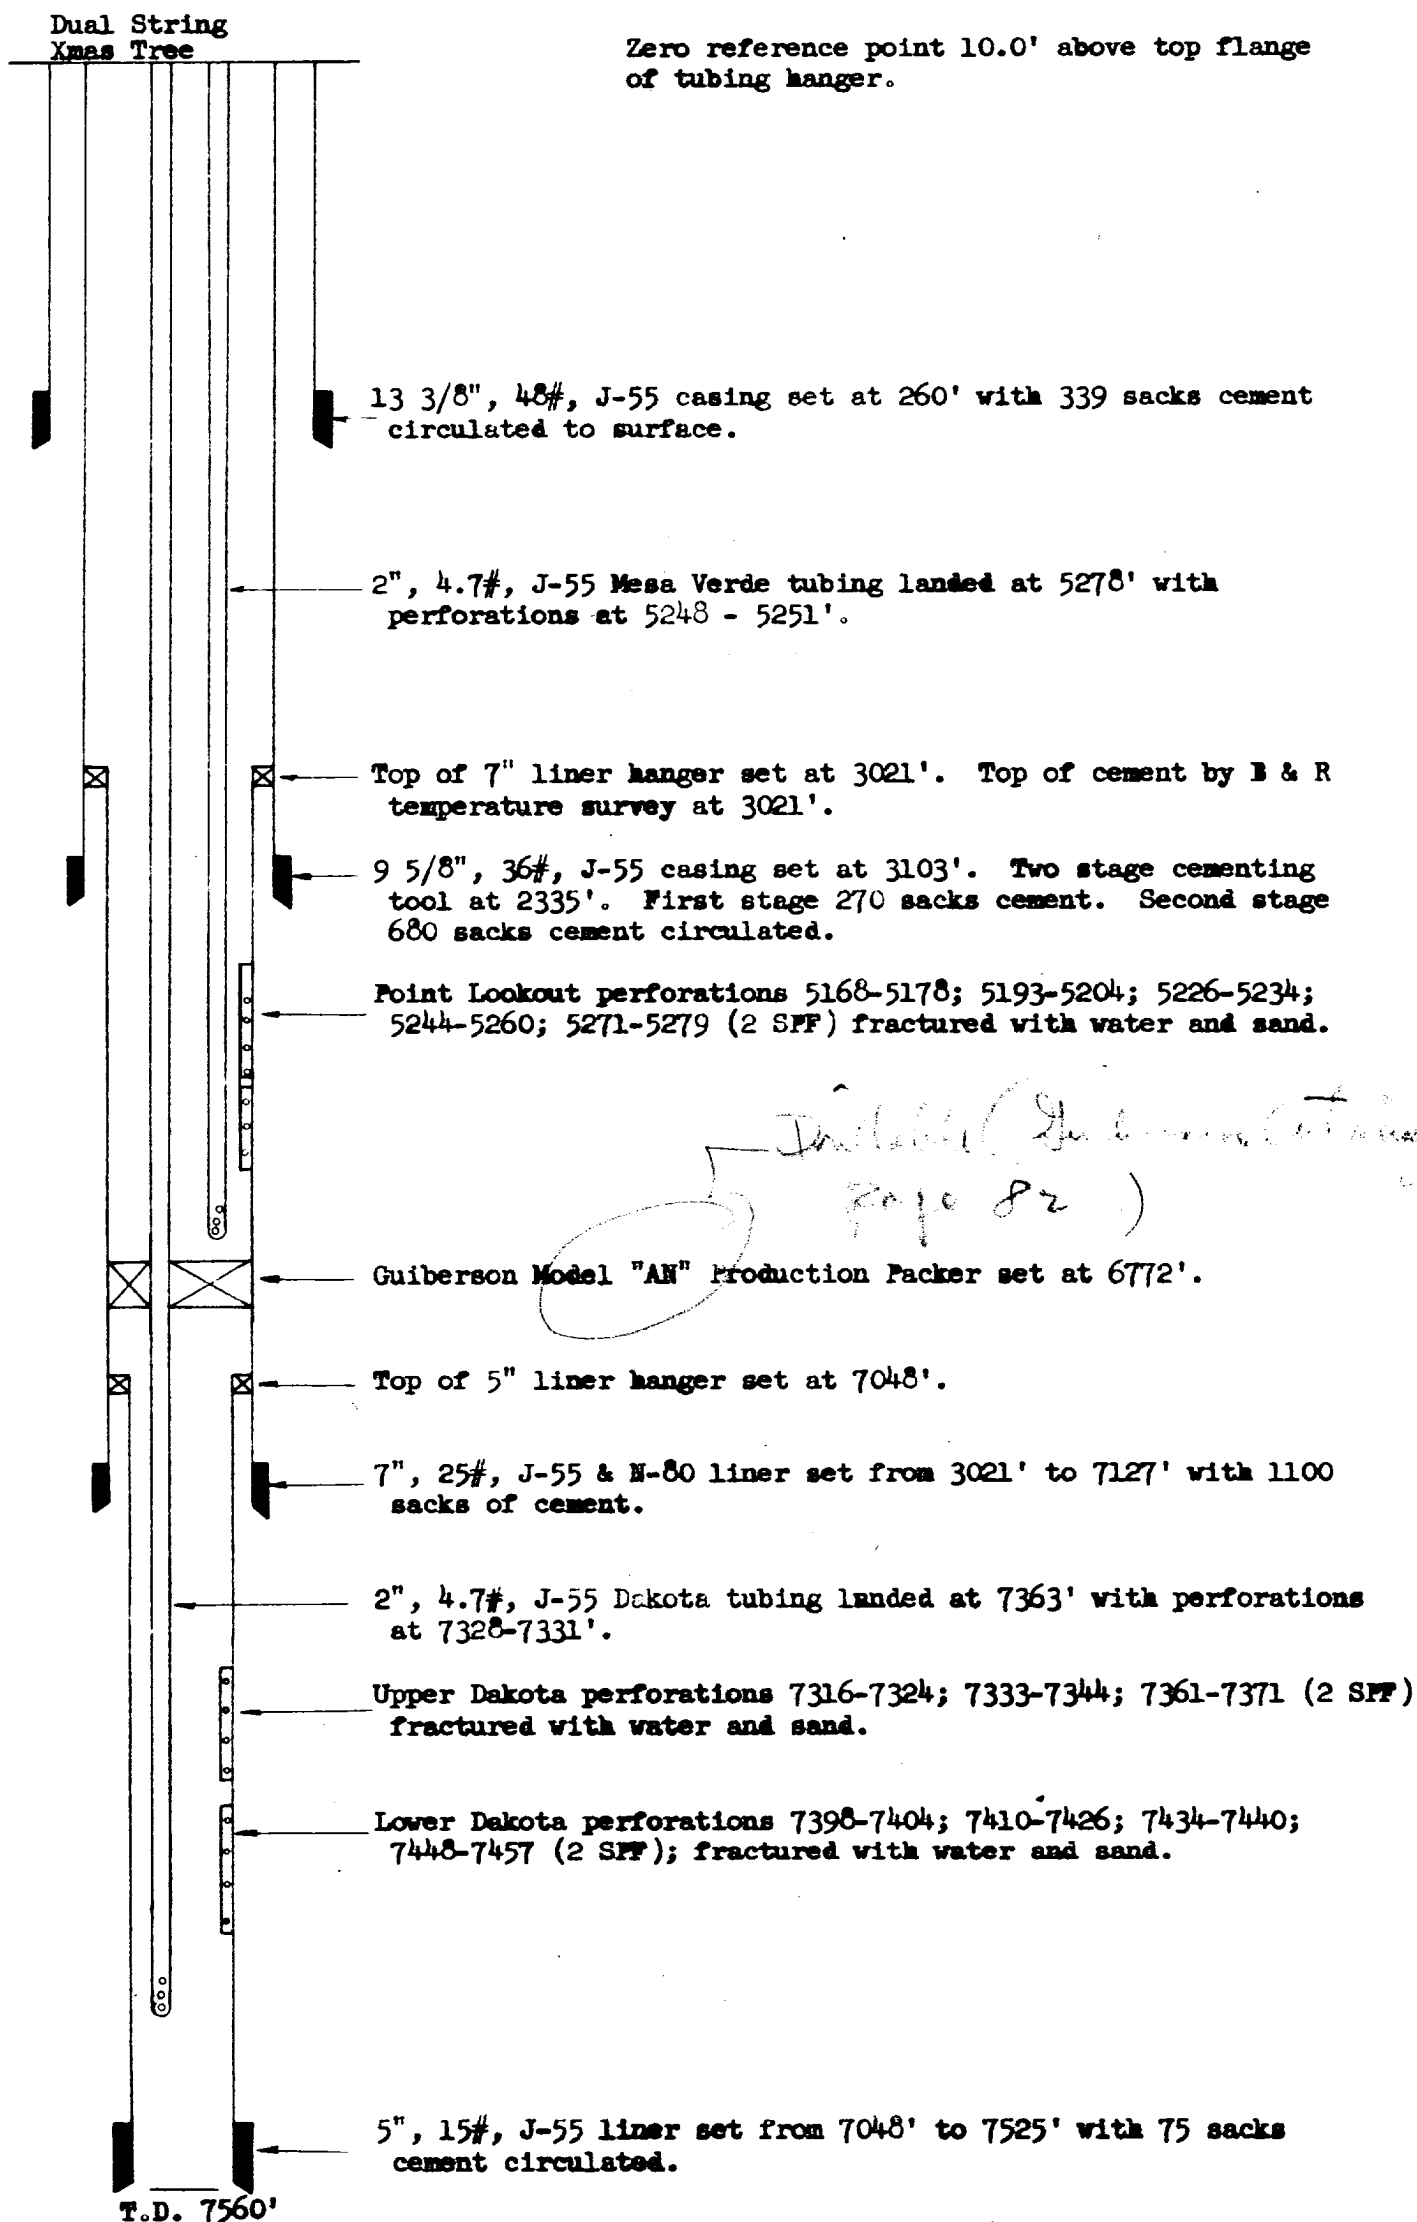 Dual String
Xmas Tree
Zero reference point 10.0' above top flange
of tubing hanger.
13 3/8", 48#, J-55 casing set at 260' with 339 sacks cement
circulated to surface.
2", 4.7#, J-55 Mesa Verde tubing landed at 5278' with
perforations at 5248 - 5251'.
Top of 7" liner hanger set at 3021'. Top of cement by B & R
temperature survey at 3021'.
9 5/8", 36#, J-55 casing set at 3103'. Two stage cementing
tool at 2335'. First stage 270 sacks cement. Second stage
680 sacks cement circulated.
Point Lookout perforations 5168-5178; 5193-5204; 5226-5234;
5244-5260; 5271-5279 (2 SPF) fractured with water and sand.
Page 82 )
Guiberson Model "AN" Production Packer set at 6772'.
Top of 5" liner hanger set at 7048'.
7", 25#, J-55 & N-80 liner set from 3021' to 7127' with 1100
sacks of cement.
2", 4.7#, J-55 Dakota tubing landed at 7363' with perforations
at 7328-7331'.
Upper Dakota perforations 7316-7324; 7333-7344; 7361-7371 (2 SPF)
fractured with water and sand.
Lower Dakota perforations 7398-7404; 7410-7426; 7434-7440;
7448-7457 (2 SPF); fractured with water and sand.
5", 15#, J-55 liner set from 7048' to 7525' with 75 sacks
cement circulated.
T.D. 7560'